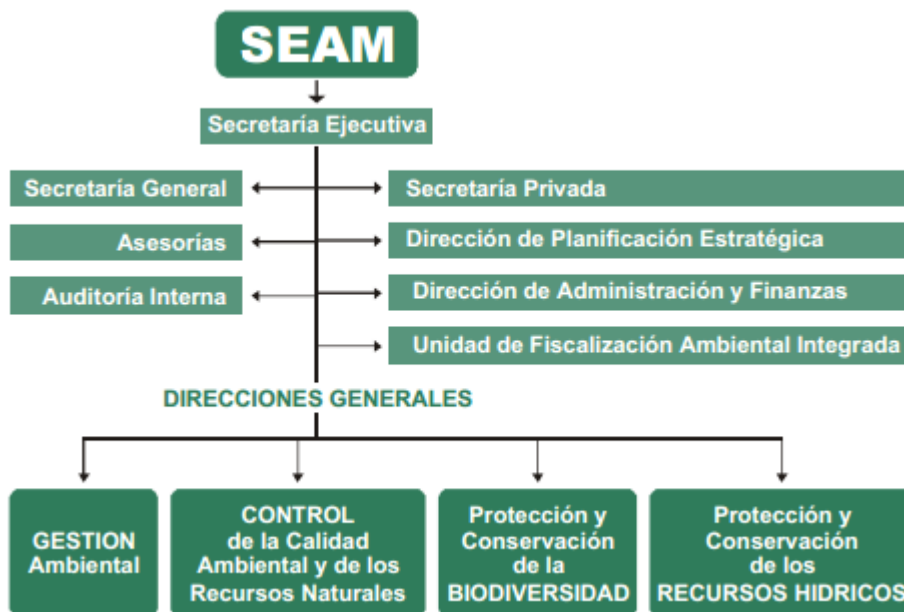 SEAM
Secretaría Ejecutiva
Secretaría General
Secretaría Privada
Asesorías
Dirección de Planificación Estratégica
Auditoría Interna
Dirección de Administración y Finanzas
Unidad de Fiscalización Ambiental Integrada
DIRECCIONES GENERALES
GESTION
Ambiental
CONTROL
de la Calidad
Ambiental y de los
Recursos Naturales
Protección y
Conservación
de la
BIODIVERSIDAD
Protección y
Conservación
de los
RECURSOS HIDRICOS